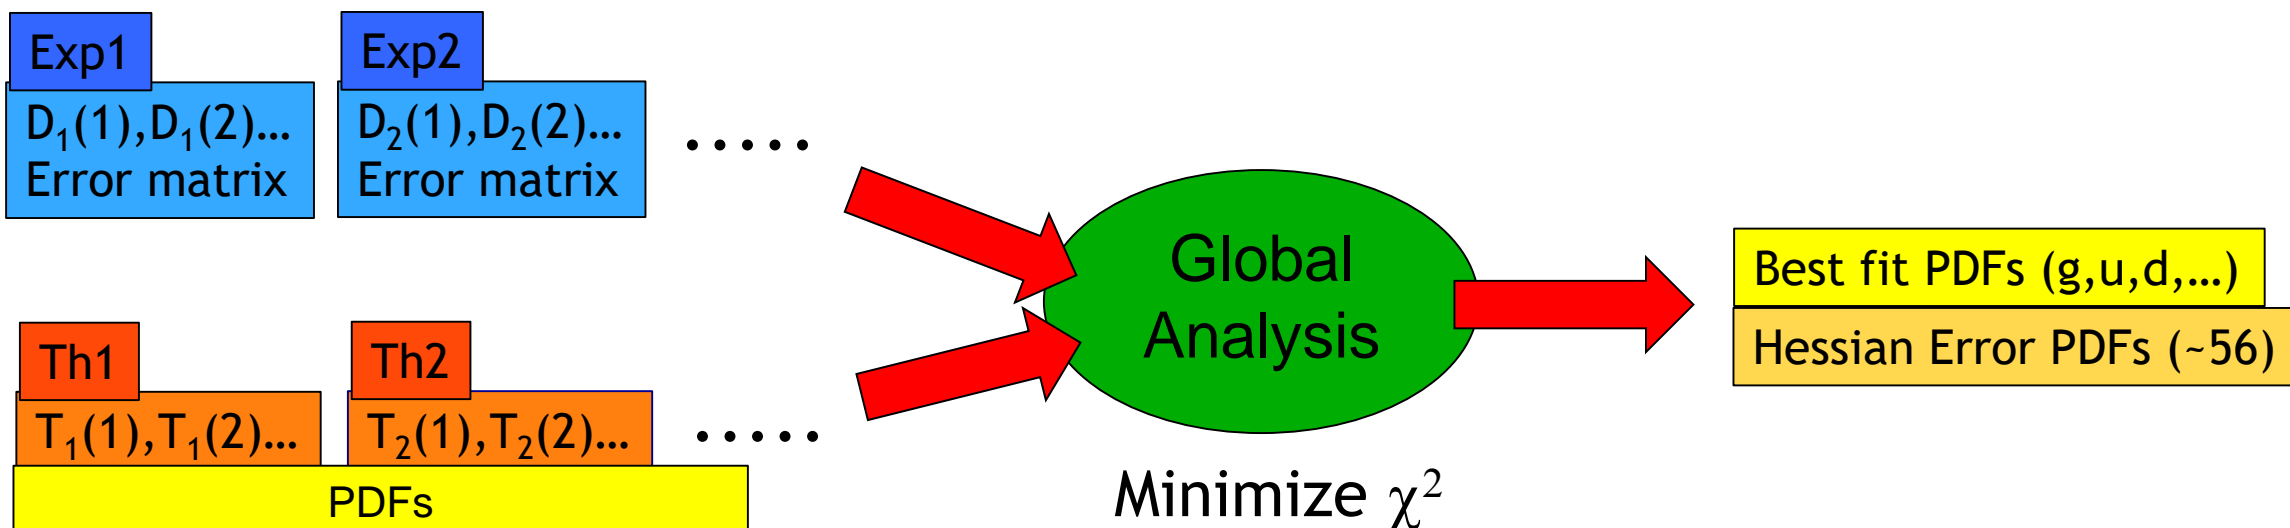 Exp1
D₁(1),D₁(2)…
Error matrix
Exp2
D₂(1),D₂(2)…
Error matrix
.....
Th1
T₁(1),T₁(2)…
Th2
T₂(1),T₂(2)…
.....
PDFs
Global
Analysis
Minimize χ²
Best fit PDFs (g,u,d,…)
Hessian Error PDFs (~56)